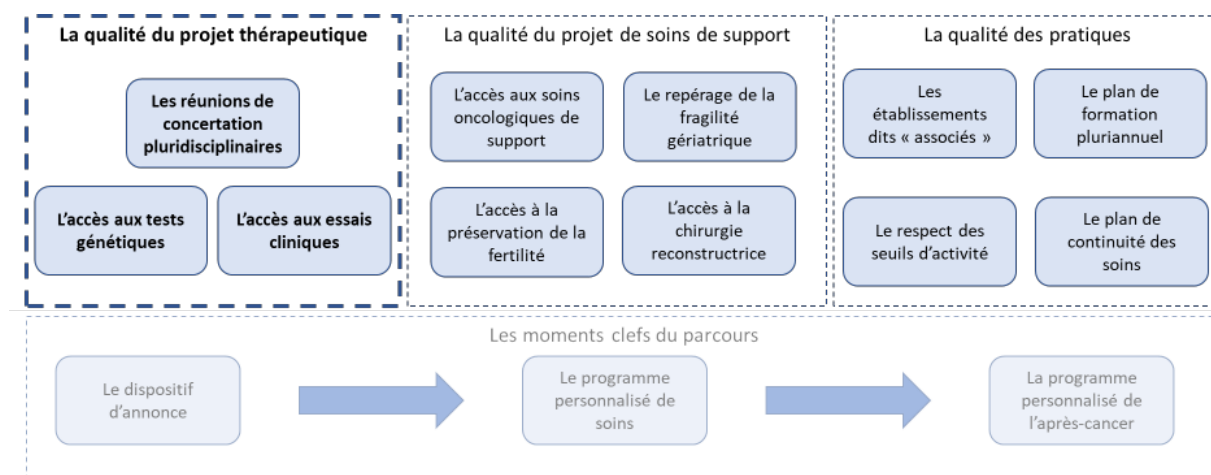 La qualité du projet thérapeutique
Les réunions de
concertation
pluridisciplinaires
L'accès aux tests
génétiques
L'accès aux essais
cliniques
La qualité du projet de soins de support
L'accès aux soins
oncologiques de
support
Le repérage de la
fragilité
gériatrique
L'accès à la
préservation de la
fertilité
L'accès à la
chirurgie
reconstructrice
La qualité des pratiques
Les
établissements
dits « associés »
Le plan de
formation
pluriannuel
Le respect des
seuils d'activité
Le plan de
continuité des
soins
Les moments clefs du parcours
Le dispositif
d'annonce
Le programme
personnalisé de
soins
La programme
personnalisé de
l'après-cancer